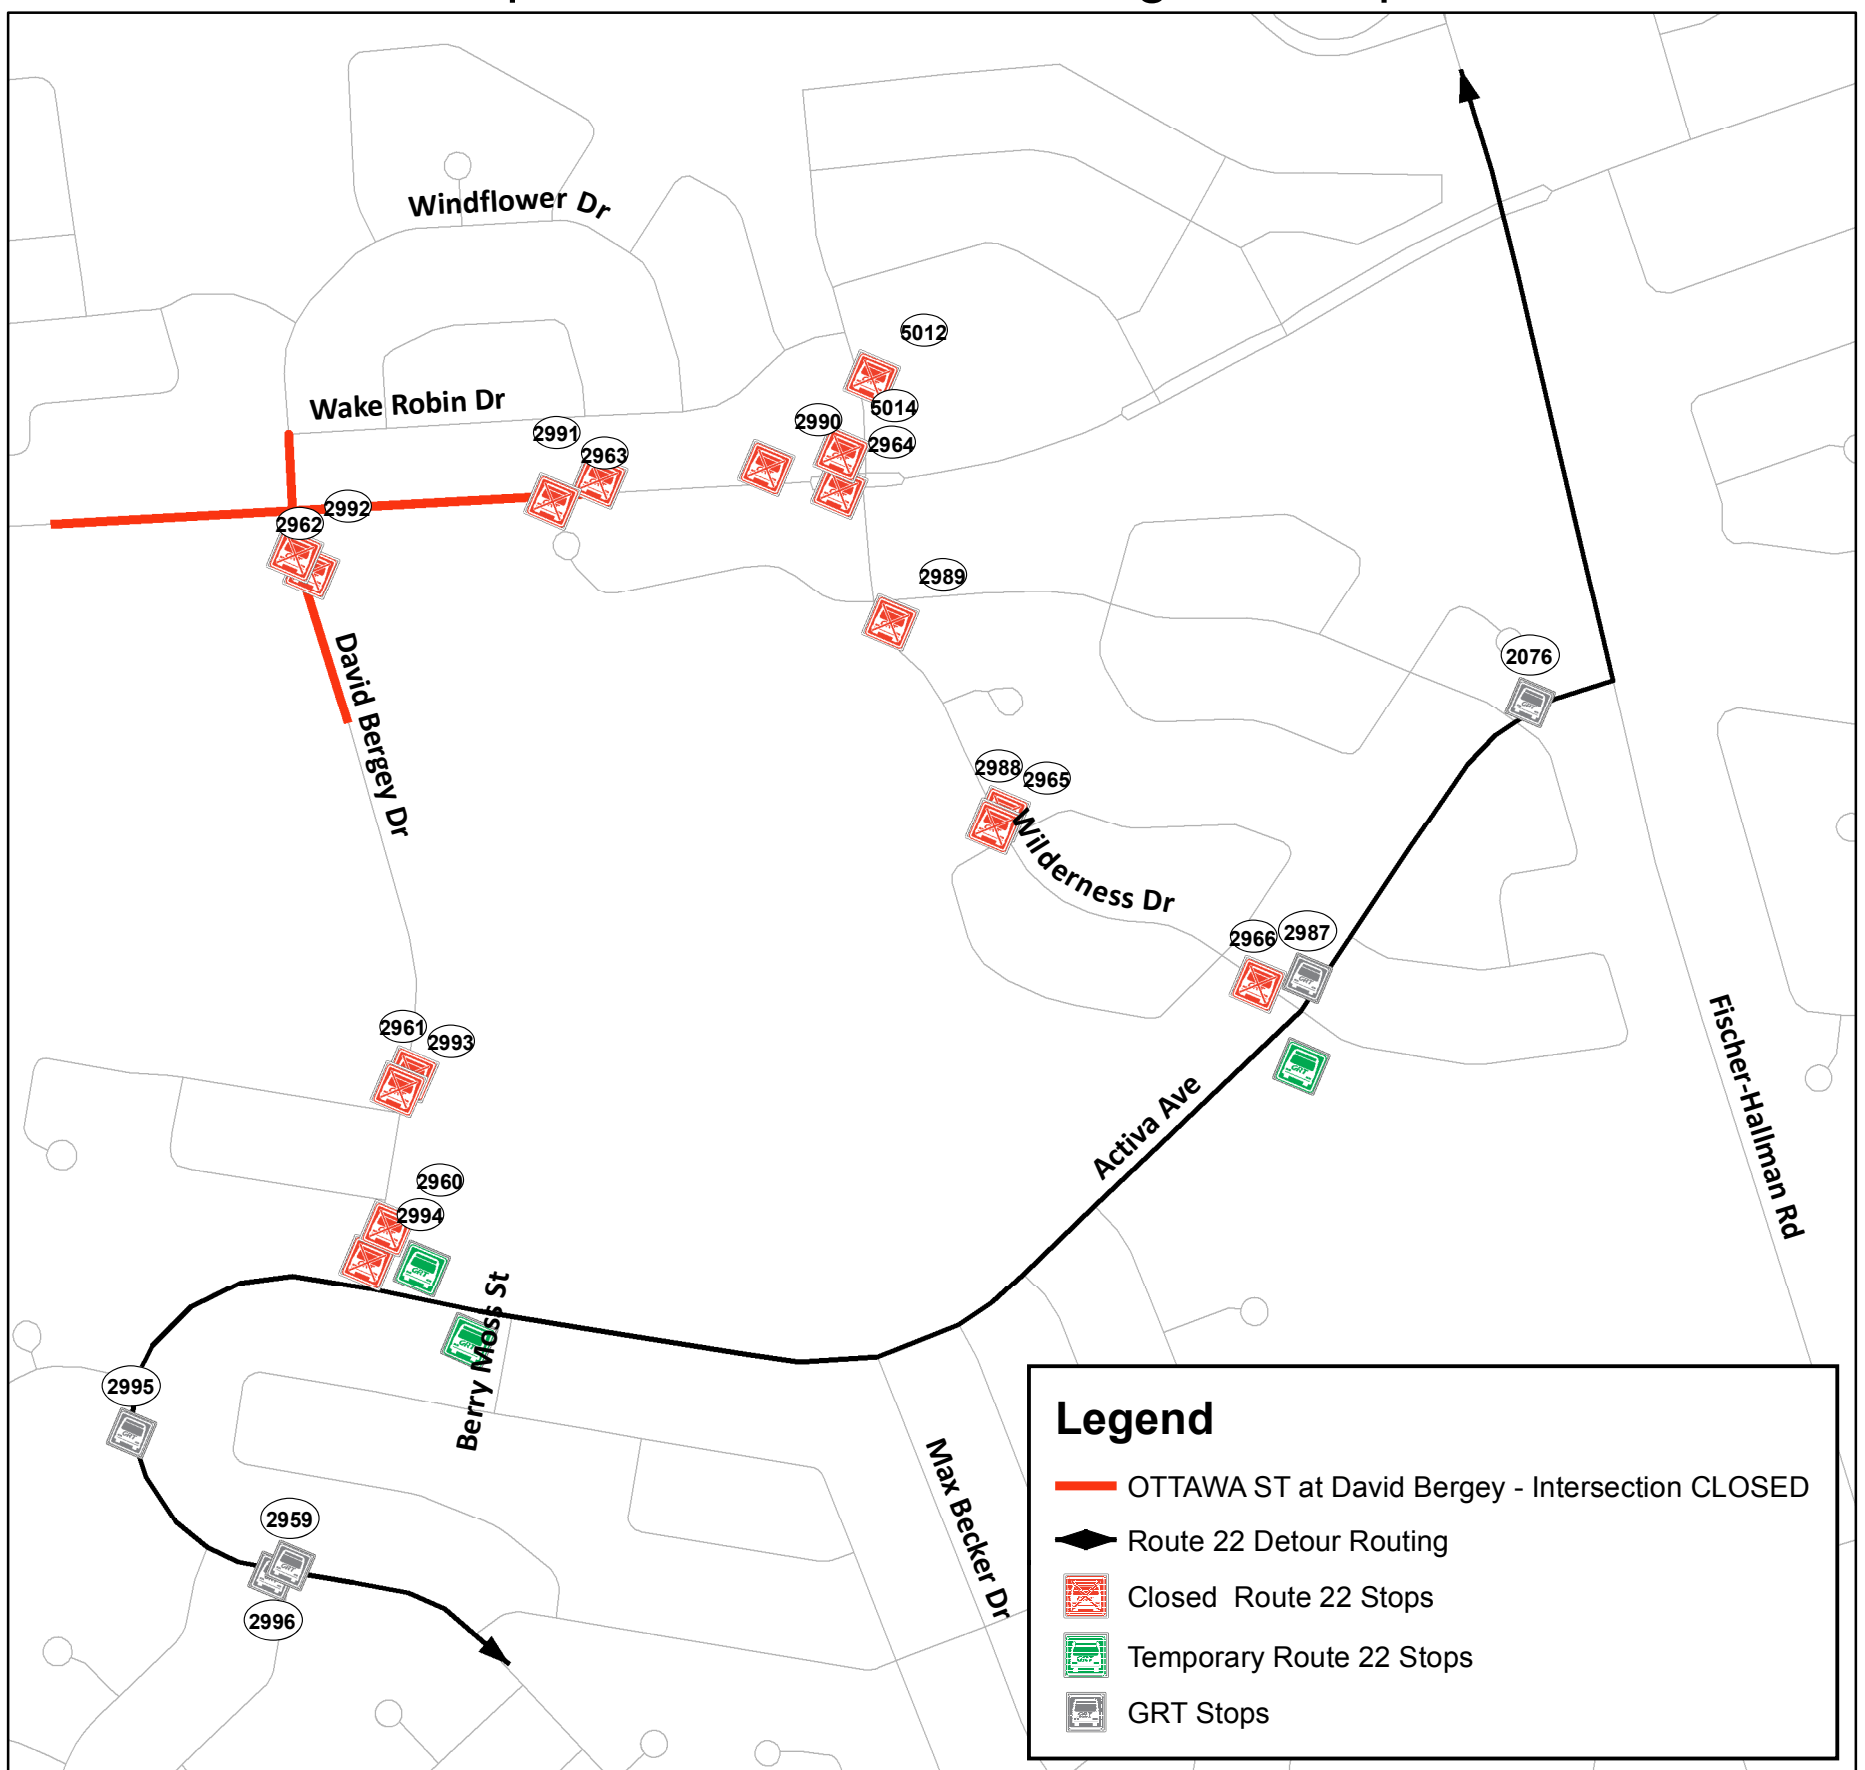 Windflower Dr
5012
Wake Robin Dr
5014
2990
2991
2964
2963
2992
2962
2989
David Bergey Dr
2076
2988
2965
Wilderness Dr
2966
2987
2961
2993
Fischer-Hallman Rd
Activa Ave
2960
2994
Berry Moss St
2995
Max Becker Dr
2959
2996
Legend
OTTAWA ST at David Bergey - Intersection CLOSED
Route 22 Detour Routing
Closed Route 22 Stops
Temporary Route 22 Stops
GRT Stops